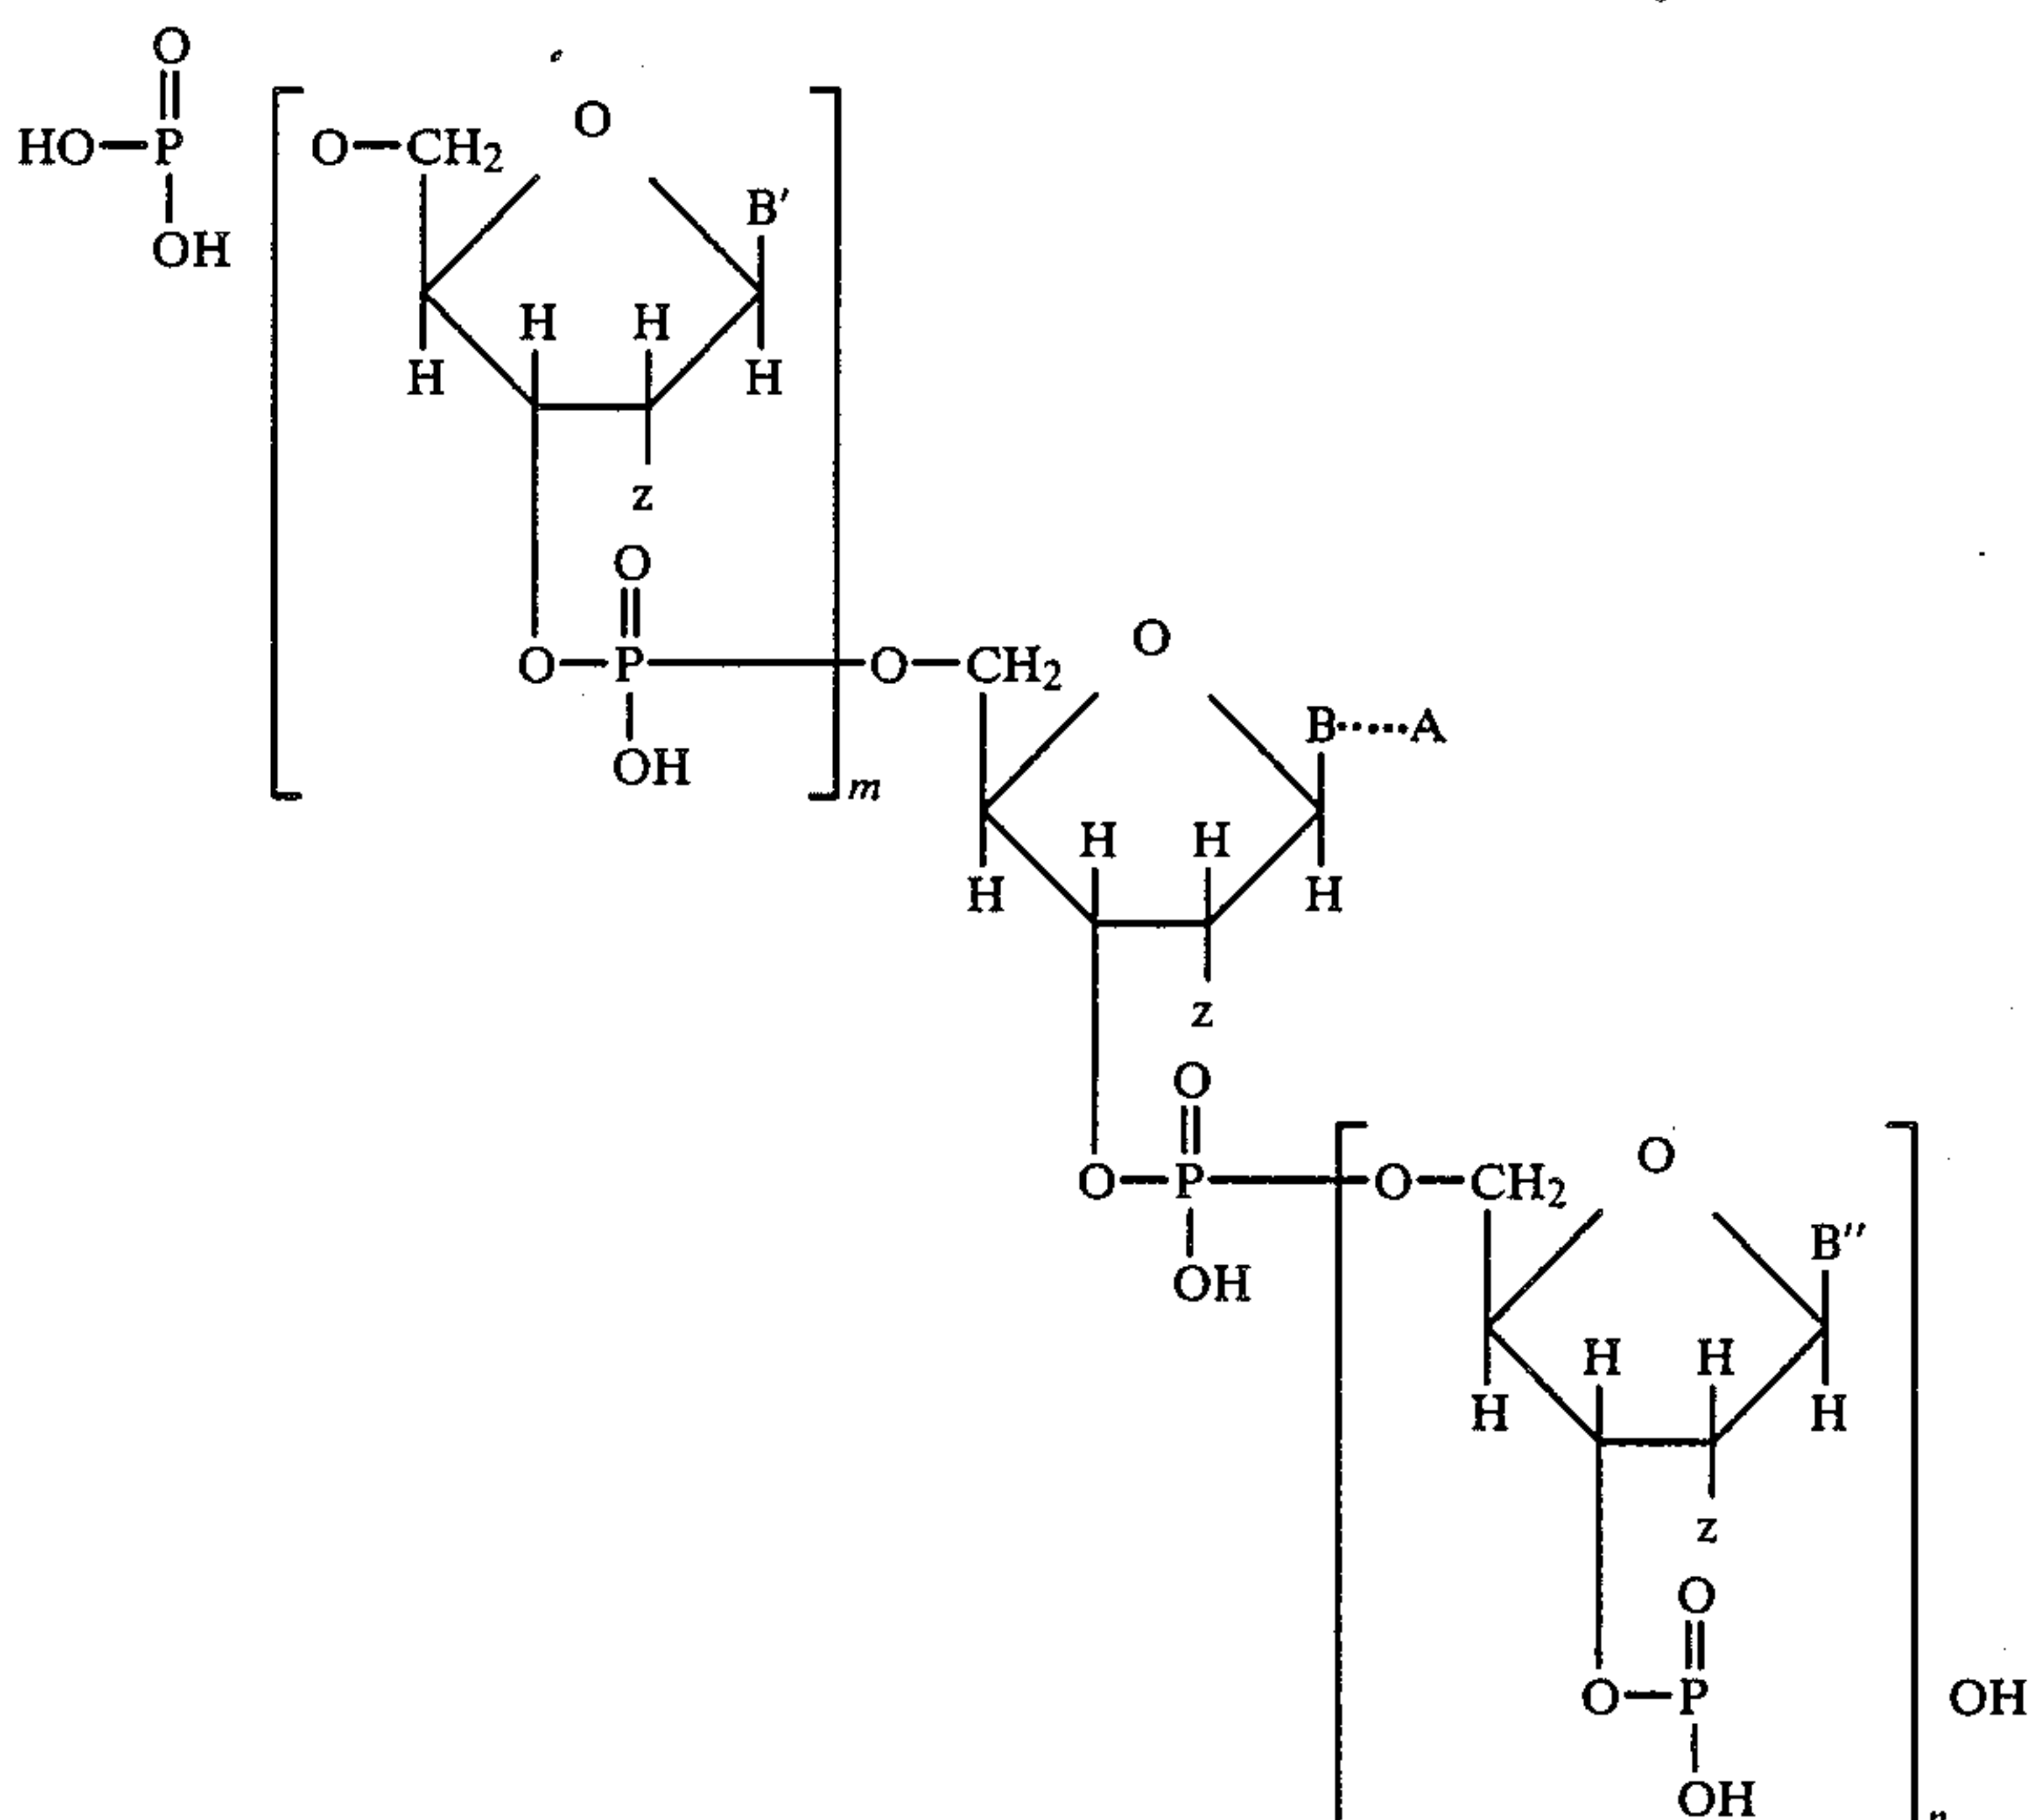 O
O
HO—P
O—CH₂
B′
OH
H H
H H
z
O
O—P—O—CH₂
O
B·····A
OH
m
H H
H H
z
O
O—P—O—CH₂
O
B″
OH
H H
H H
z
O
O—P
OH
OH
n